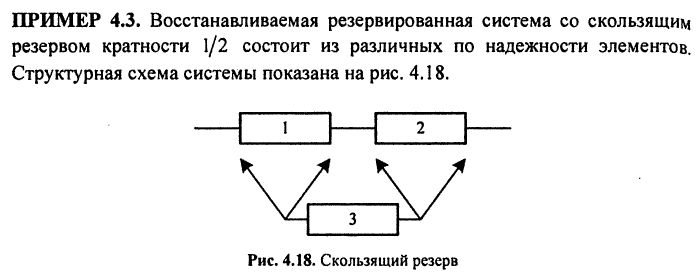 ПРИМЕР 4.3. Восстанавливаемая резервированная система со скользящим
резервом кратности 1/2 состоит из различных по надежности элементов.
Структурная схема системы показана на рис. 4.18.
1
2
3
Рис. 4.18. Скользящий резерв